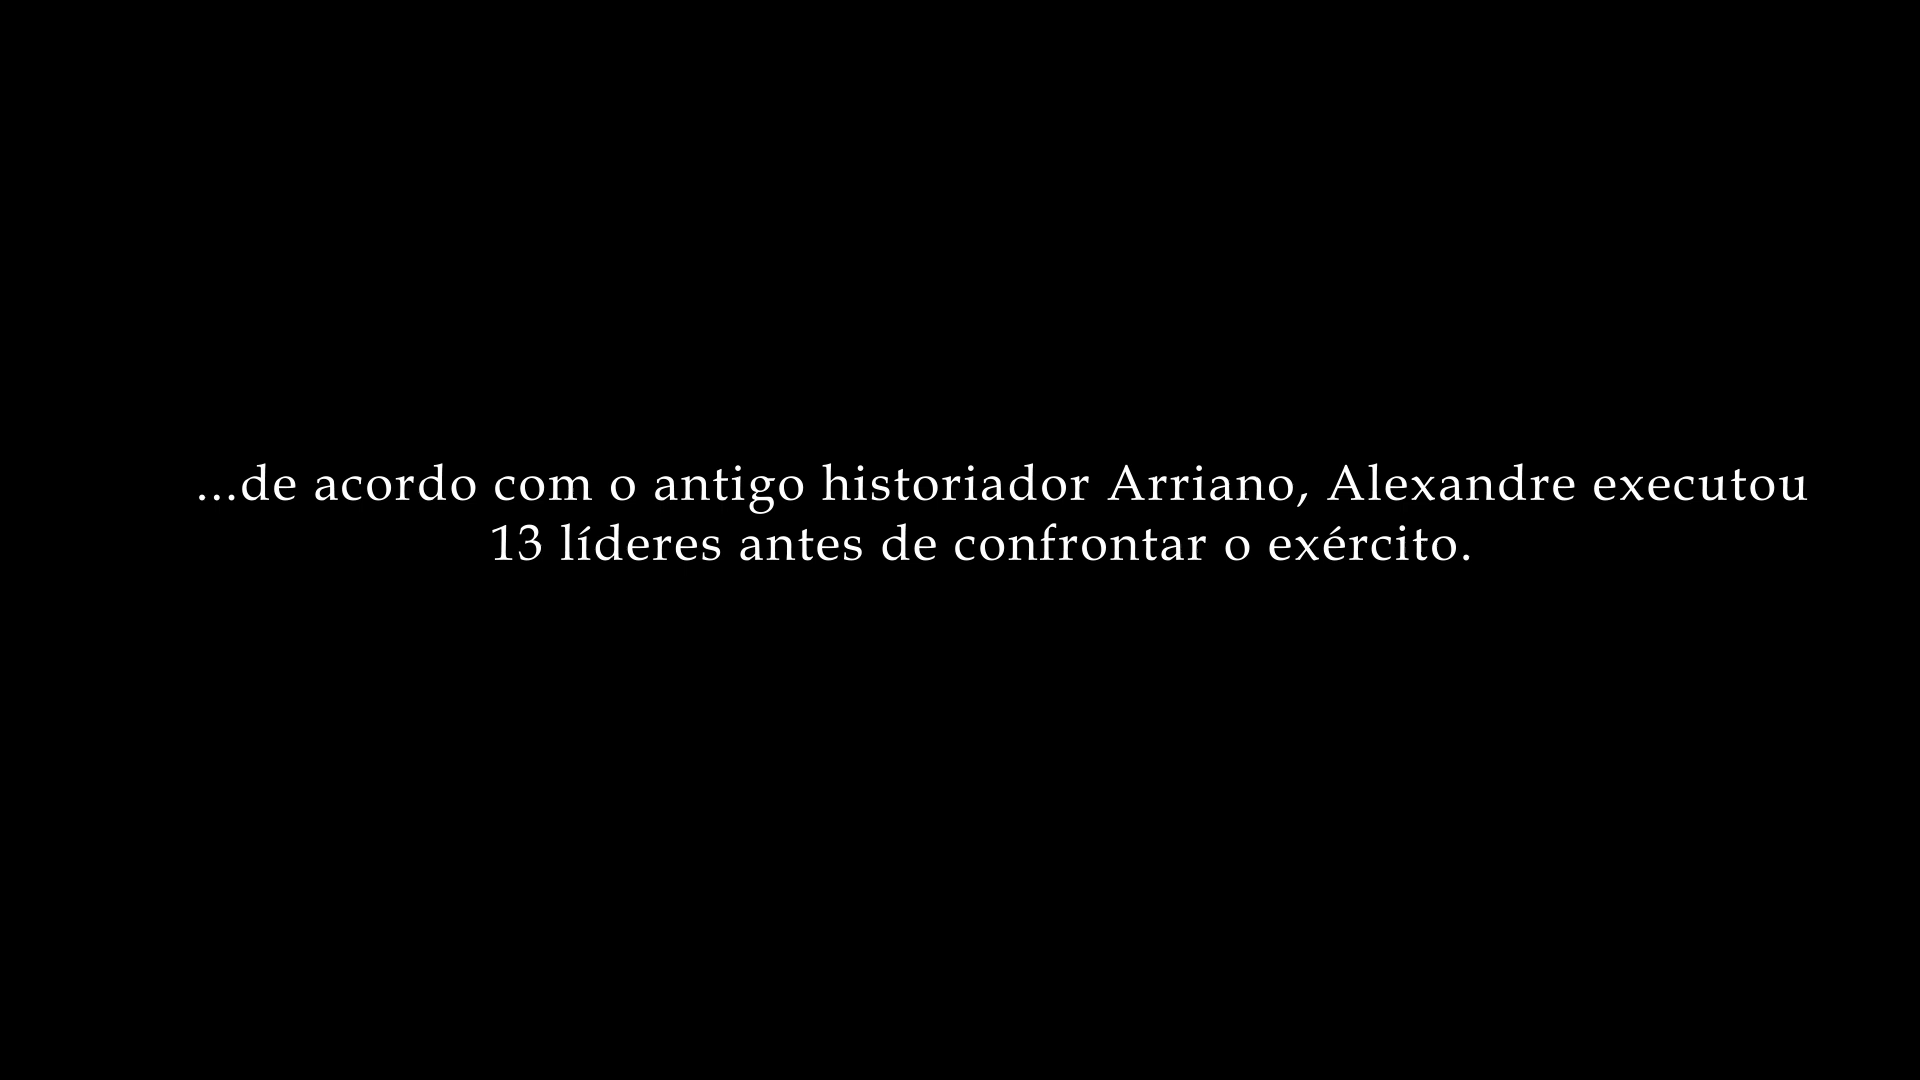 ...de acordo com o antigo historiador Arriano, Alexandre executou
13 líderes antes de confrontar o exército.